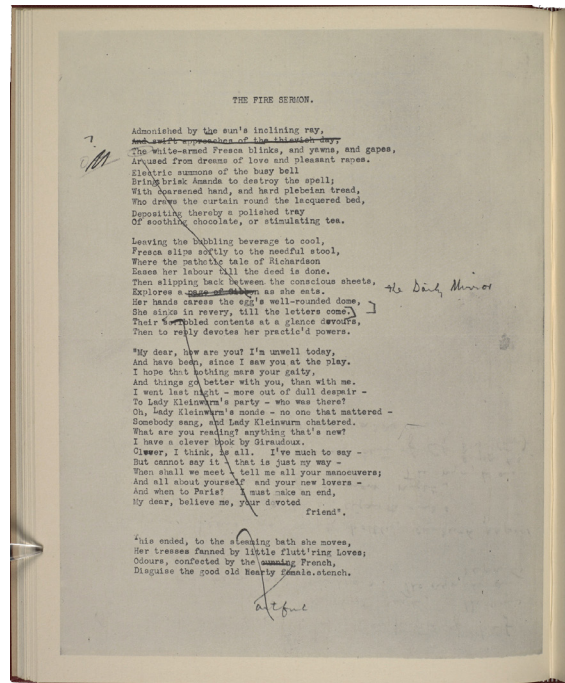 THE FIRE SERMON.
Admonished by the sun's inclining ray,
And swift approaches of the thievish day,
The white-armed Fresca blinks, and yawns, and gapes,
Aroused from dreams of love and pleasant rapes.
Electric summons of the busy bell
Brings brisk Amanda to destroy the spell;
With coarsened hand, and hard plebeian tread,
Who draws the curtain round the lacquered bed,
Depositing thereby a polished tray
Of soothing chocolate, or stimulating tea.
Leaving the bubbling beverage to cool,
Fresca slips softly to the needful stool,
Where the pathetic tale of Richardson
Eases her labour till the deed is done.
Then slipping back between the conscious sheets,
Explores a page of Gibbon as she eats.
the Daily Mirror
Her hands caress the egg's well-rounded dome,
She sinks in revery, till the letters come.
Their scribbled contents at a glance devours,
Then to reply devotes her practic'd powers.
"My dear, how are you? I'm unwell today,
And have been, since I saw you at the play.
I hope that nothing mars your gaity,
And things go better with you, than with me.
I went last night - more out of dull despair -
To Lady Kleinwurm's party - who was there?
Oh, Lady Kleinwurm's monde - no one that mattered -
Somebody sang, and Lady Kleinwurm chattered.
What are you reading? anything that's new?
I have a clever book by Giraudoux.
Clever, I think, is all. I've much to say -
But cannot say it - that is just my way -
When shall we meet - tell me all your manoeuvers;
And all about yourself and your new lovers -
And when to Paris? I must make an end,
My dear, believe me, your devoted
friend".
This ended, to the steaming bath she moves,
Her tresses fanned by little flutt'ring Loves;
Odours, confected by the cunning French,
Disguise the good old hearty female stench.
artful